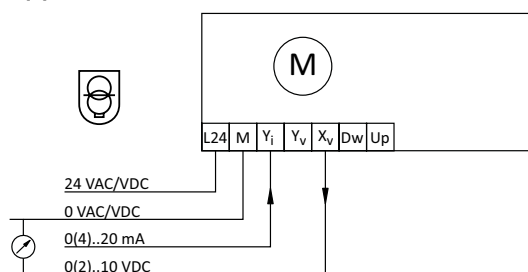 M
L24 M Yi Yv Xv Dw Up
24 VAC/VDC
0 VAC/VDC
0(4)..20 mA
0(2)..10 VDC